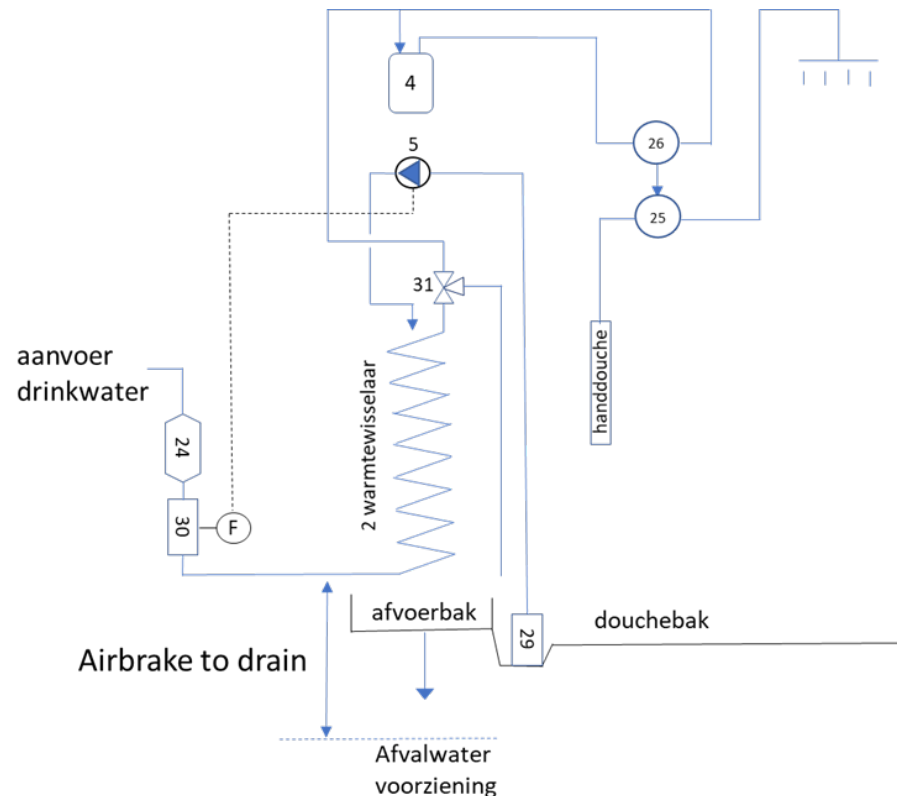 4
26
5
25
31
handdouche
aanvoer
drinkwater
24
2 warmtewisselaar
30
F
afvoerbak
29
douchebak
Airbrake to drain
Afvalwater
voorziening